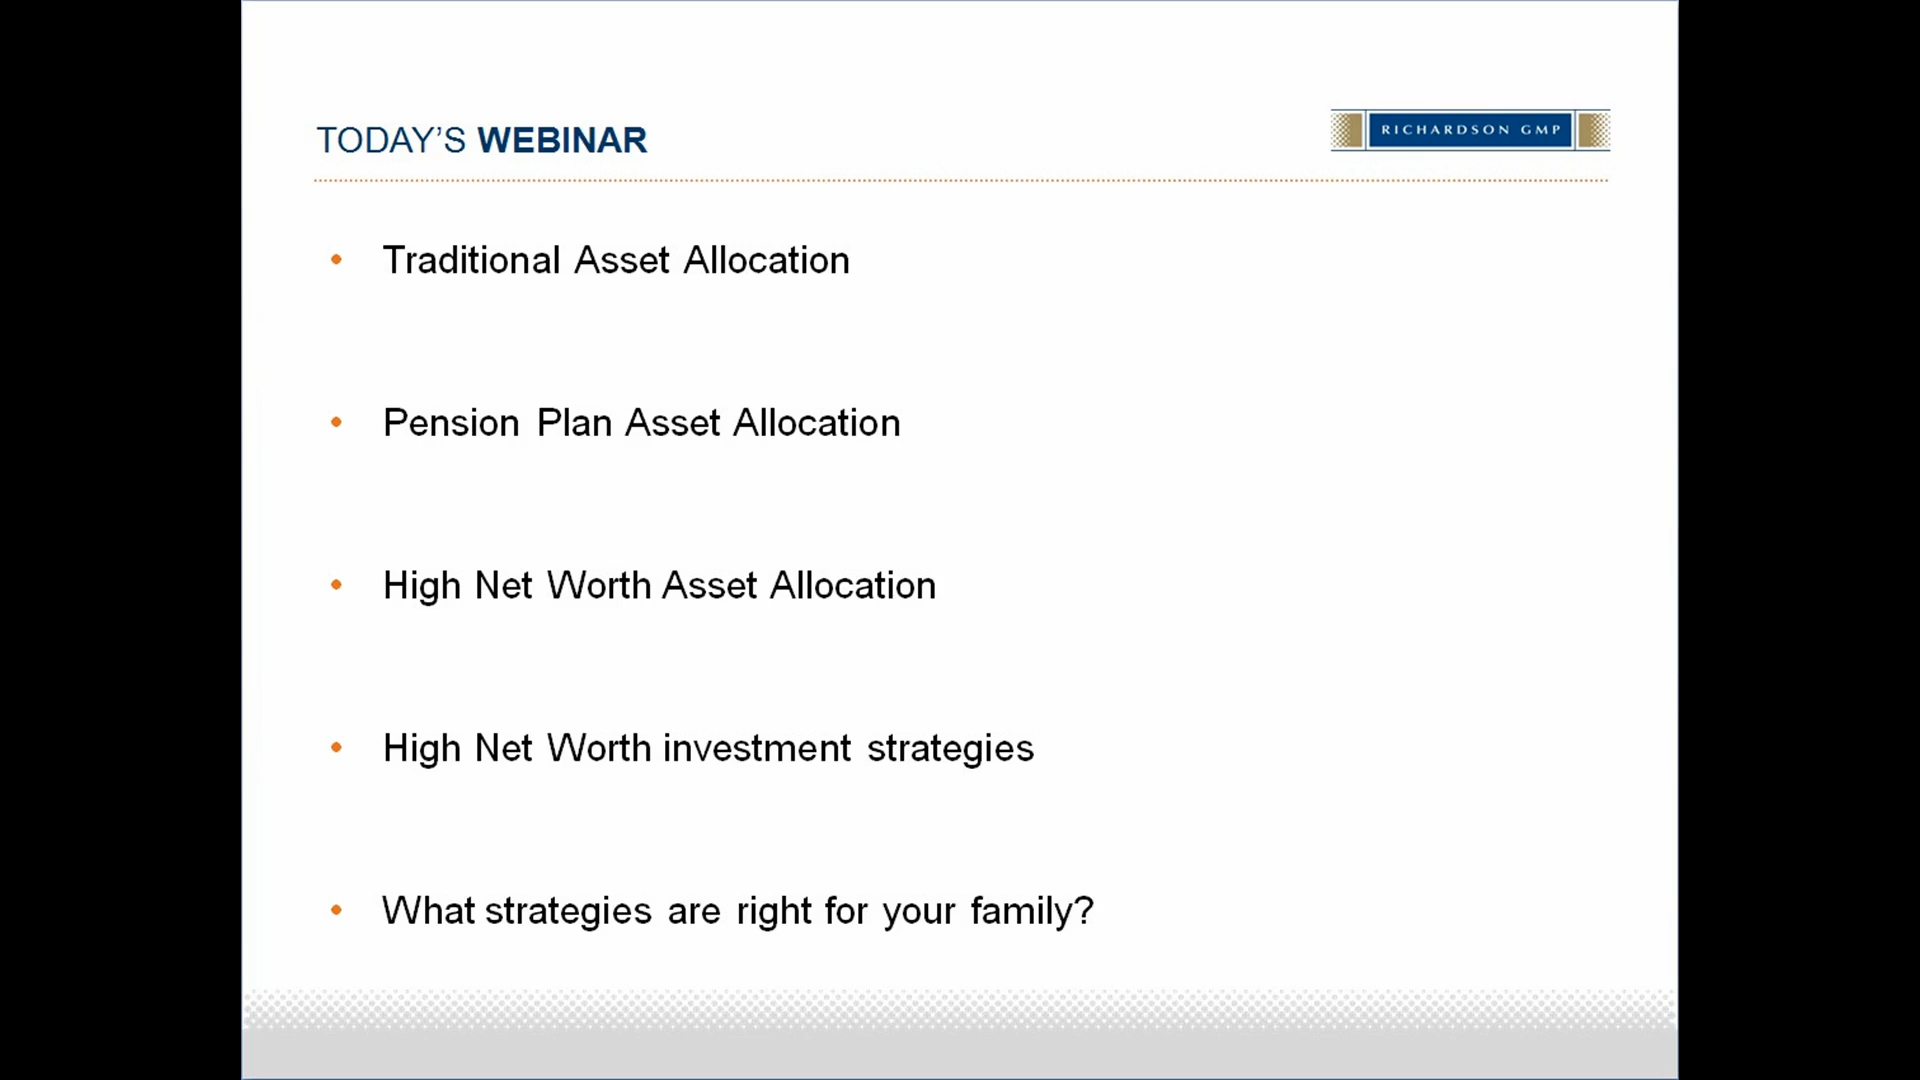 TODAY'S WEBINAR
RICHARDSON GMP
• Traditional Asset Allocation
• Pension Plan Asset Allocation
• High Net Worth Asset Allocation
• High Net Worth investment strategies
• What strategies are right for your family?